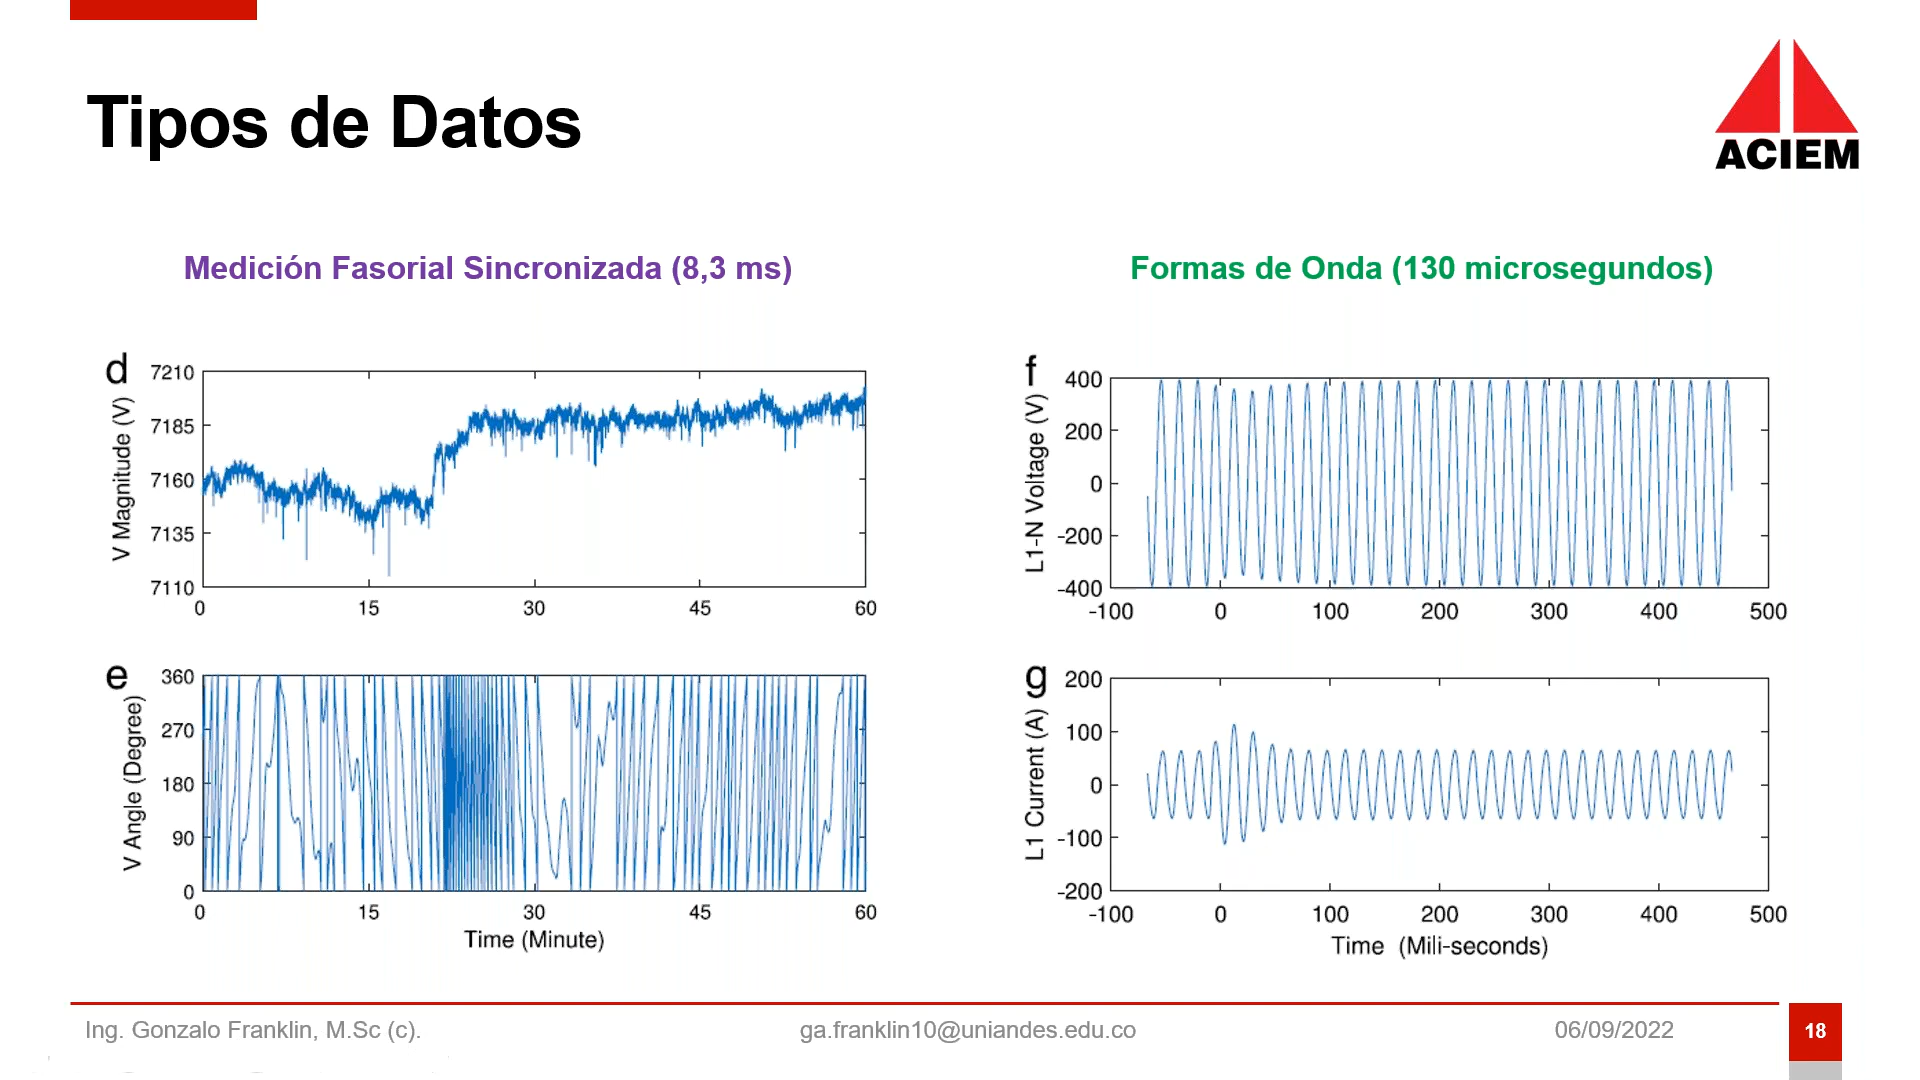 Tipos de Datos
ACIEM
Medición Fasorial Sincronizada (8,3 ms)
Formas de Onda (130 microsegundos)
d
V Magnitude (V)
7210
7185
7160
7135
7110
0 15 30 45 60
e
V Angle (Degree)
360
270
180
90
0
0 15 30 45 60
Time (Minute)
f
L1-N Voltage (V)
400
200
0
-200
-400
-100 0 100 200 300 400 500
g
L1 Current (A)
200
100
0
-100
-200
-100 0 100 200 300 400 500
Time (Mili-seconds)
Ing. Gonzalo Franklin, M.Sc (c).
ga.franklin10@uniandes.edu.co
06/09/2022
18